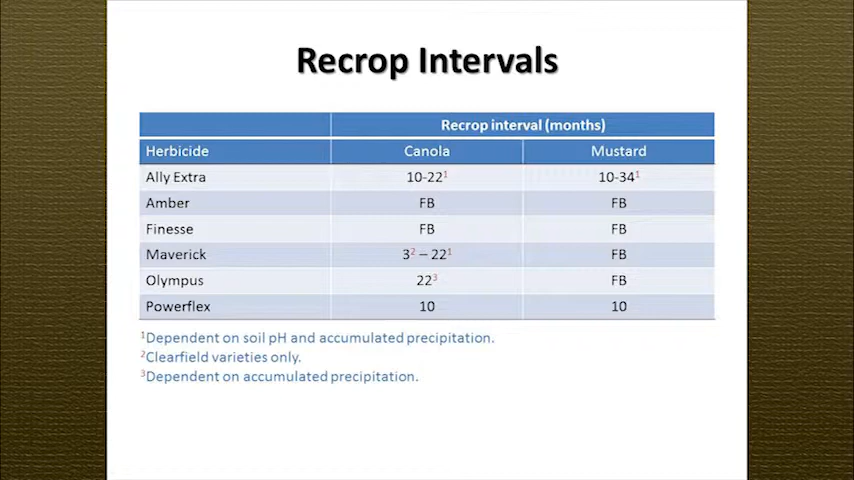 Recrop Intervals
Recrop interval (months)
Herbicide Canola Mustard
Ally Extra 10-22¹ 10-34¹
Amber FB FB
Finesse FB FB
Maverick 3² – 22¹ FB
Olympus 22³ FB
Powerflex 10 10
¹Dependent on soil pH and accumulated precipitation.
²Clearfield varieties only.
³Dependent on accumulated precipitation.